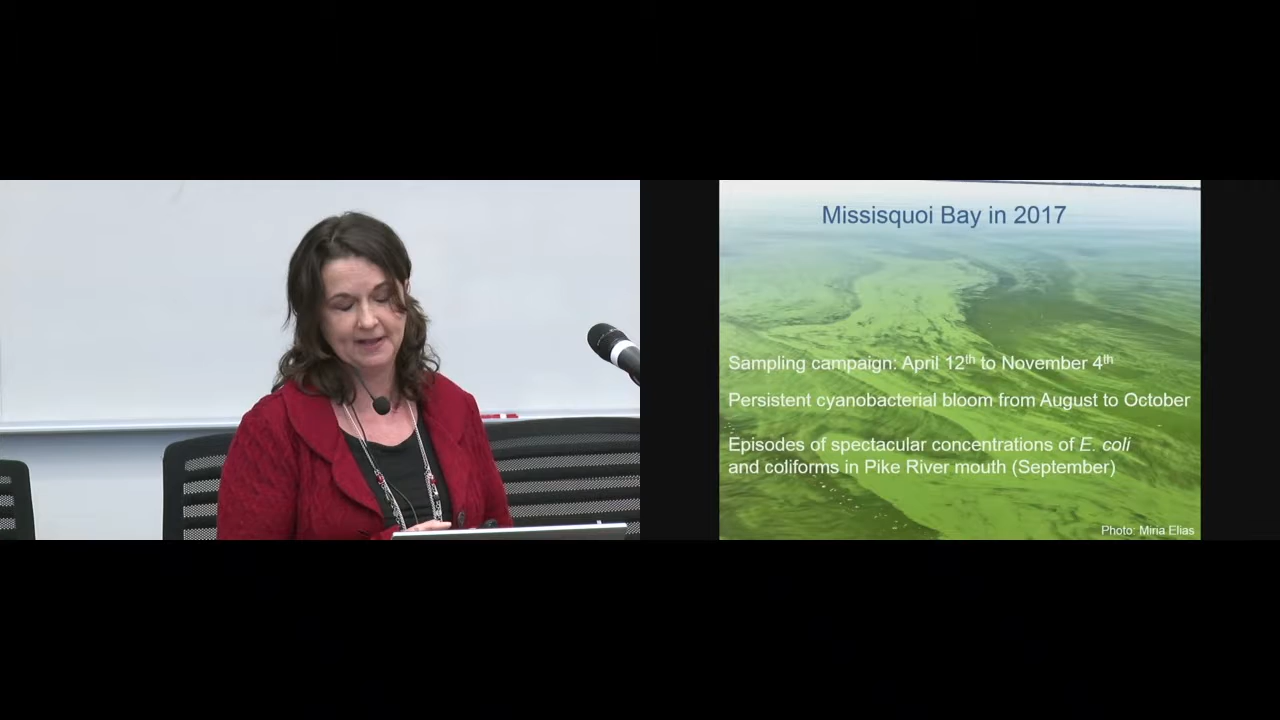 Missisquoi Bay in 2017
Sampling campaign: April 12th to November 4th
Persistent cyanobacterial bloom from August to October
Episodes of spectacular concentrations of E. coli
and coliforms in Pike River mouth (September)
Photo: Miria Elias